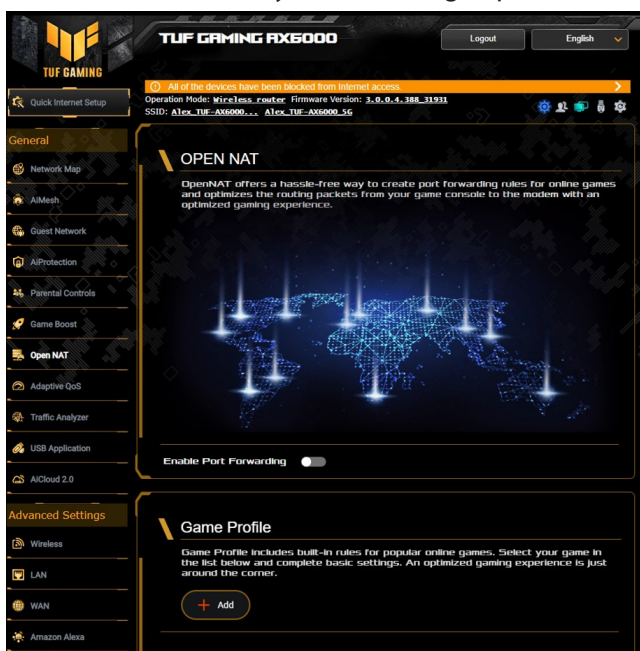 TUF GAMING AX6000
Logout
English
TUF GAMING
All of the devices have been blocked from Internet access.
Quick Internet Setup
Operation Mode: Wireless router Firmware Version: 3.0.0.4.388_31931
SSID: Alex_TUF-AX6000... Alex_TUF-AX6000_5G
General
Network Map
AiMesh
Guest Network
AiProtection
Parental Controls
Game Boost
Open NAT
Adaptive QoS
Traffic Analyzer
USB Application
AiCloud 2.0
Advanced Settings
Wireless
LAN
WAN
Amazon Alexa
OPEN NAT
OpenNAT offers a hassle-free way to create port forwarding rules for online games
and optimizes the routing packets from your game console to the modem with an
optimized gaming experience.
Enable Port Forwarding
Game Profile
Game Profile includes built-in rules for popular online games. Select your game in
the list below and complete basic settings. An optimized gaming experience is just
around the corner.
+ Add